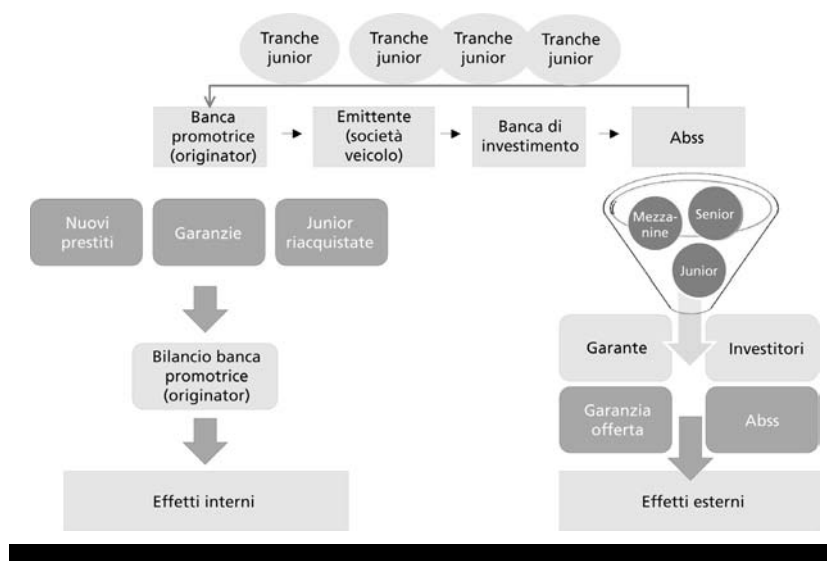 Tranche
junior
Tranche
junior
Tranche
junior
Tranche
junior
Banca
promotrice
(originator)
Emittente
(società
veicolo)
Banca di
investimento
Abss
Nuovi
prestiti
Garanzie
Junior
riacquistate
Mezza-
nine
Senior
Junior
Bilancio banca
promotrice
(originator)
Garante
Investitori
Garanzia
offerta
Abss
Effetti interni
Effetti esterni